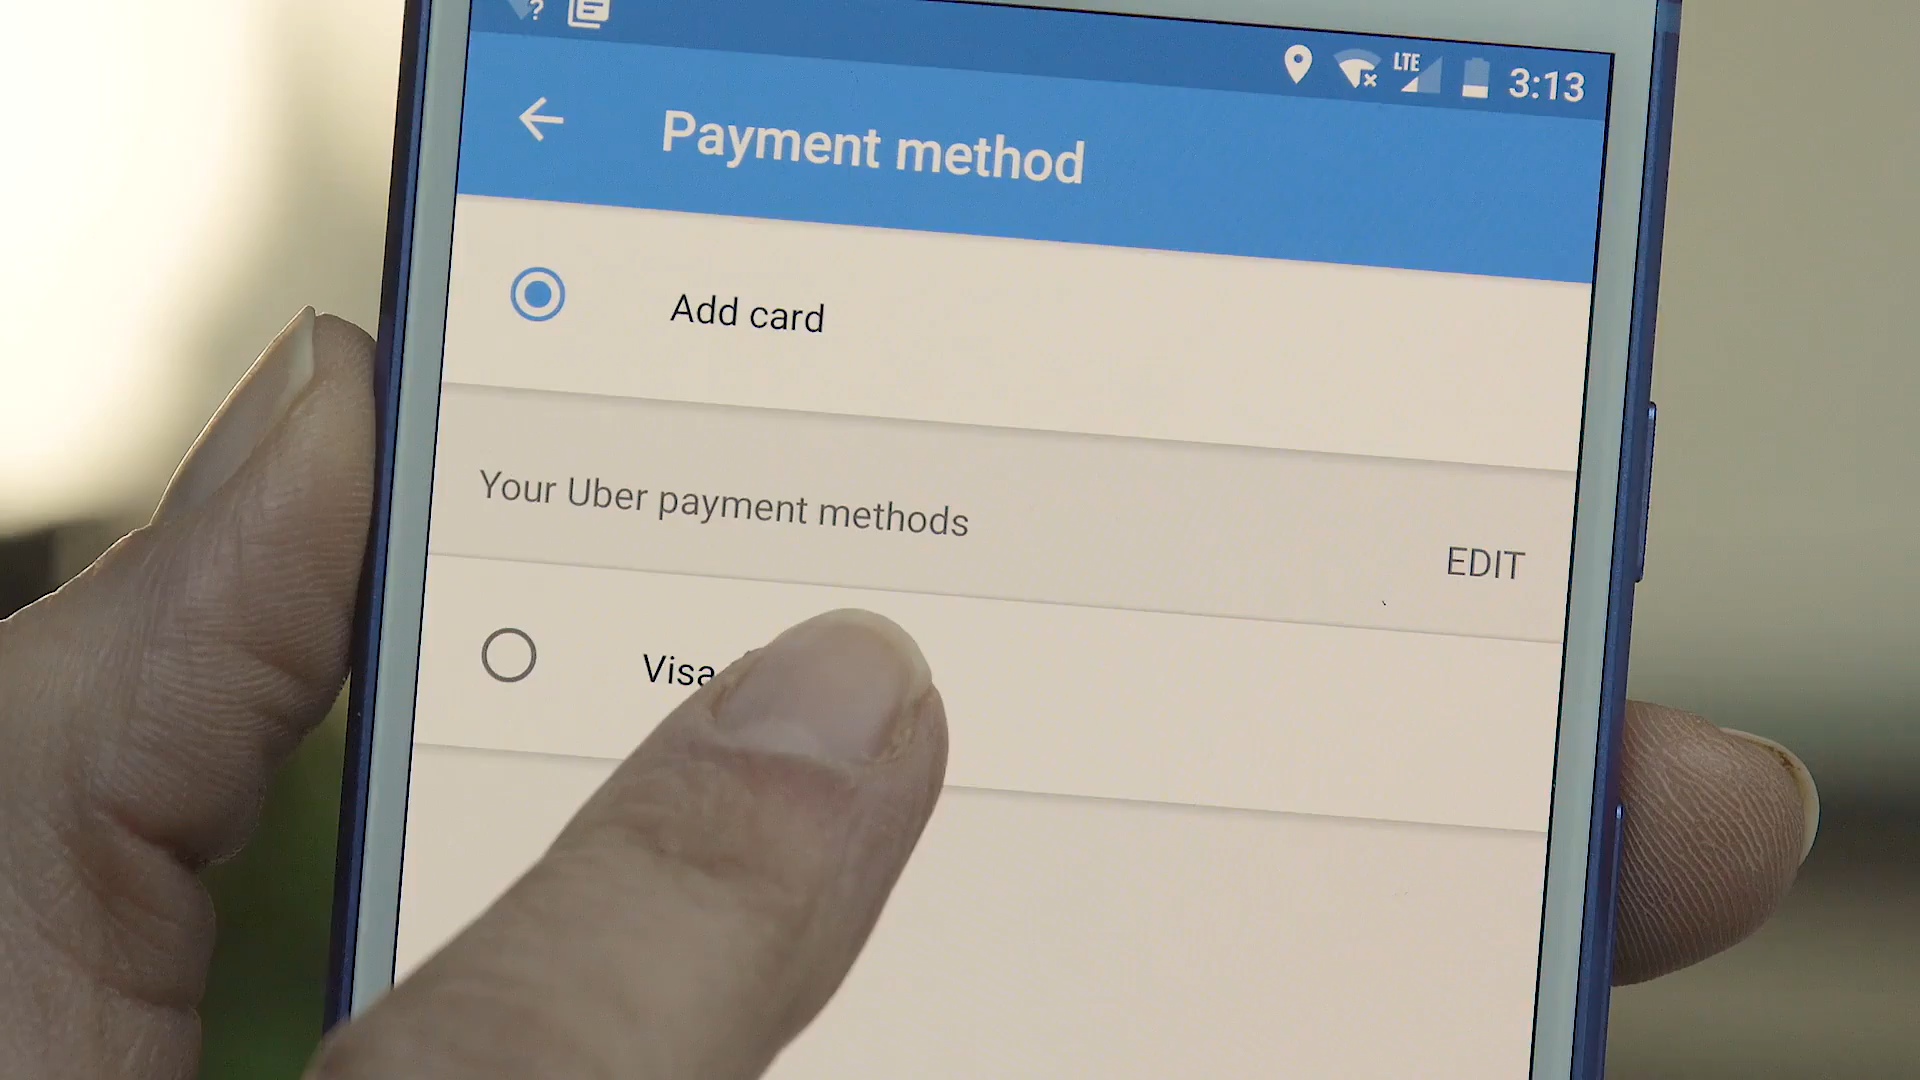 ?
LTE 3:13
Payment method
Add card
Your Uber payment methods
EDIT
Visa